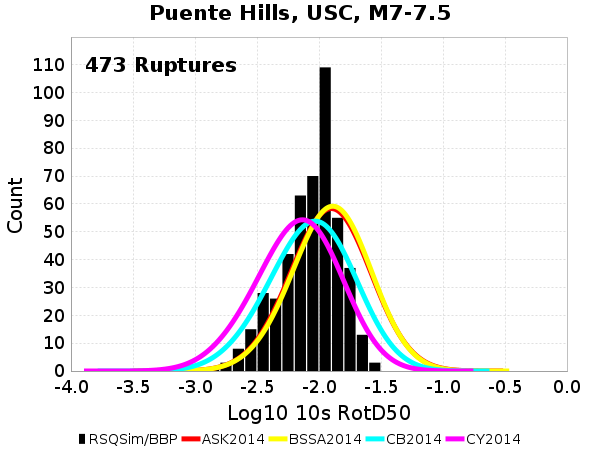 Puente Hills, USC, M7-7.5
473 Ruptures
Count
110
100
90
80
70
60
50
40
30
20
10
0
-4.0 -3.5 -3.0 -2.5 -2.0 -1.5 -1.0 -0.5 0.0
Log10 10s RotD50
RSQSim/BBP ASK2014 BSSA2014 CB2014 CY2014